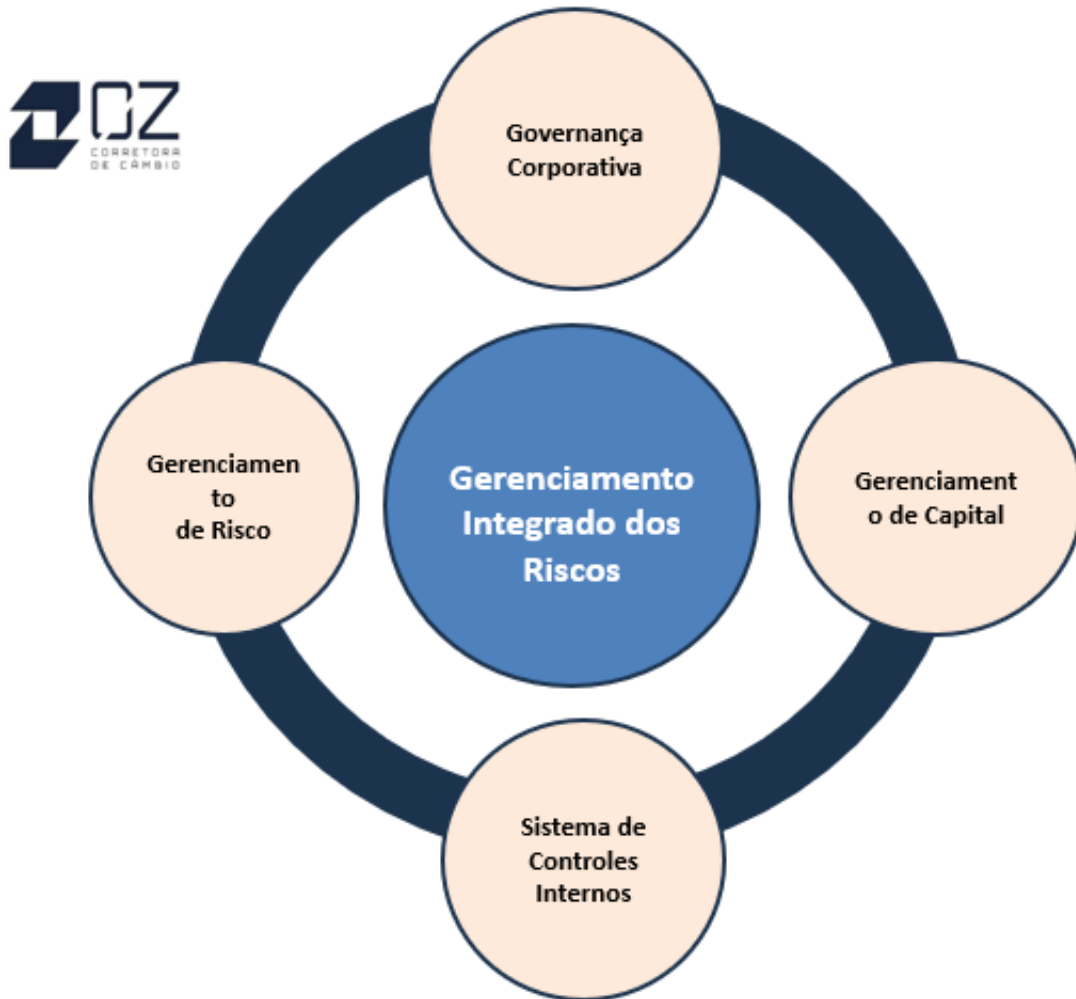 OZ
CORRETORA
DE CÂMBIO
Governança
Corporativa
Gerenciamen
to
de Risco
Gerenciamento
Integrado dos
Riscos
Gerenciament
o de Capital
Sistema de
Controles
Internos